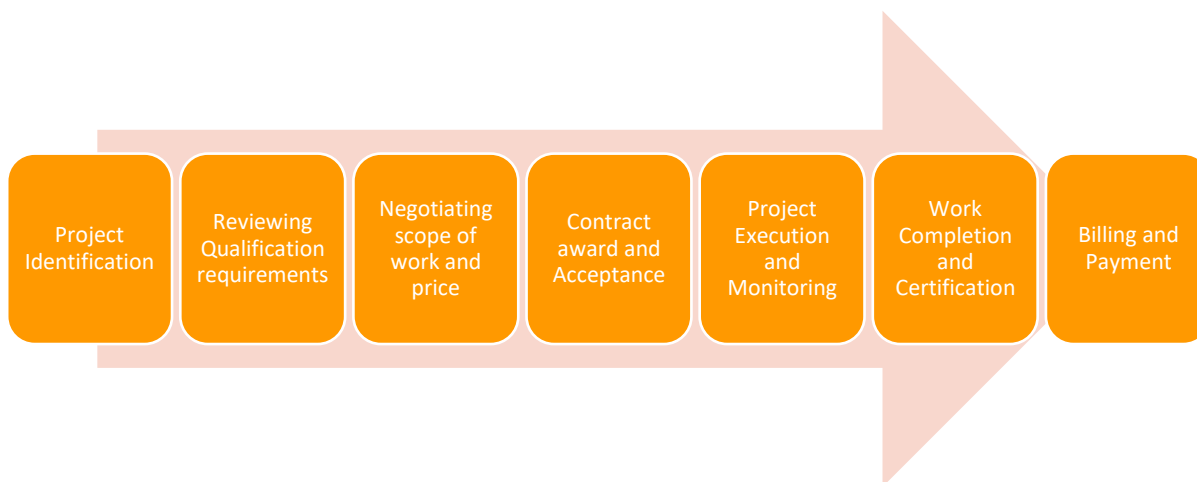 Project
Identification
Reviewing
Qualification
requirements
Negotiating
scope of
work and
price
Contract
award and
Acceptance
Project
Execution
and
Monitoring
Work
Completion
and
Certification
Billing and
Payment